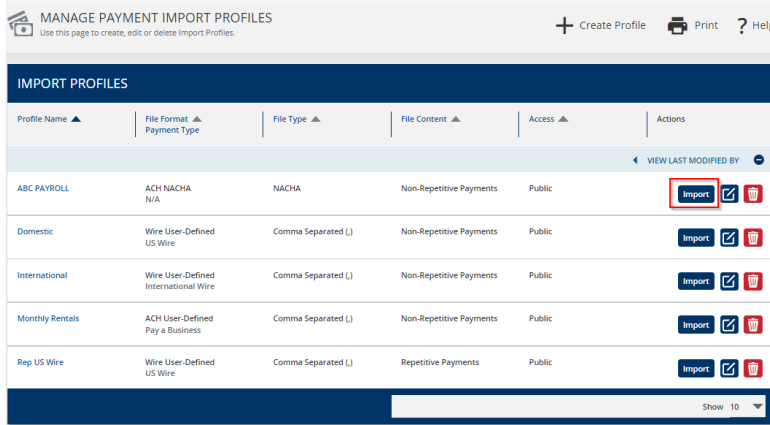 MANAGE PAYMENT IMPORT PROFILES
Use this page to create, edit or delete Import Profiles.
Create Profile Print ? Help
IMPORT PROFILES
Profile Name File Format File Type File Content Access Actions
Payment Type
VIEW LAST MODIFIED BY
ABC PAYROLL ACH NACHA NACHA Non-Repetitive Payments Public Import
N/A
Domestic Wire User-Defined Comma Separated (,) Non-Repetitive Payments Public Import
US Wire
International Wire User-Defined Comma Separated (,) Non-Repetitive Payments Public Import
International Wire
Monthly Rentals ACH User-Defined Comma Separated (,) Non-Repetitive Payments Public Import
Pay a Business
Rep US Wire Wire User-Defined Comma Separated (,) Repetitive Payments Public Import
US Wire
Show 10